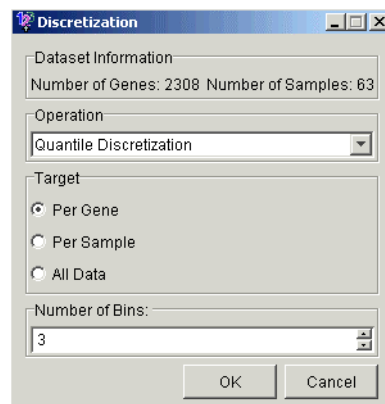 Discretization
Dataset Information
Number of Genes: 2308 Number of Samples: 63
Operation
Quantile Discretization
Target
Per Gene
Per Sample
All Data
Number of Bins:
3
OK Cancel